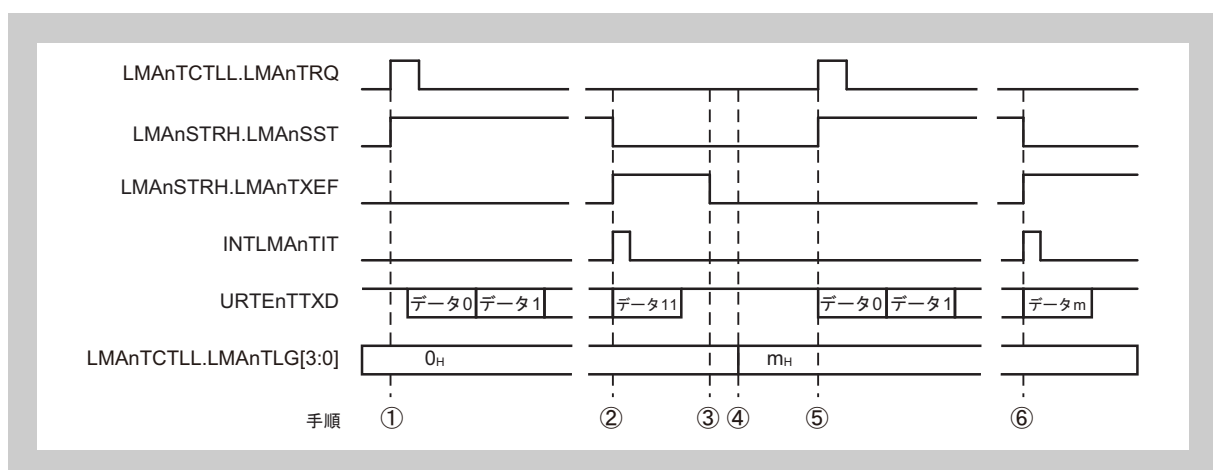 LMAnTCTLL.LMAnTRQ
LMAnSTRH.LMAnSST
LMAnSTRH.LMAnTXEF
INTLMAnTIT
URTEnTTXD データ0 データ1 データ11 データ0 データ1 データm
LMAnTCTLL.LMAnTLG[3:0] 0H mH
手順 ① ② ③ ④ ⑤ ⑥